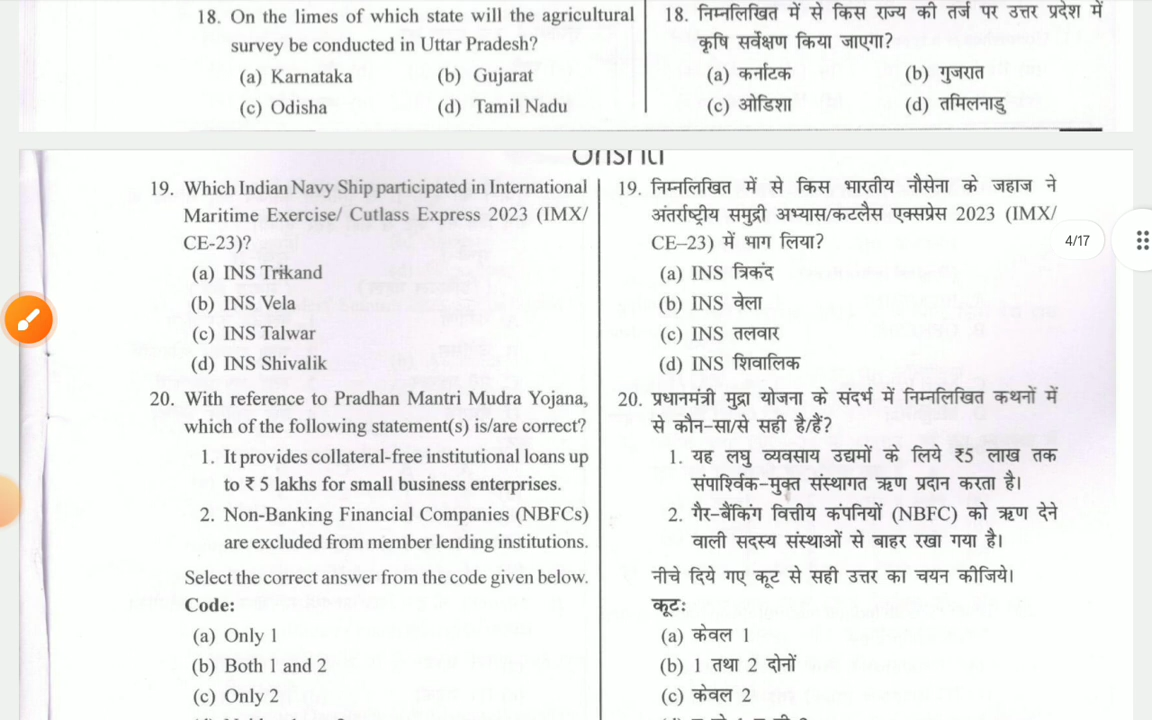 18. On the limes of which state will the agricultural
survey be conducted in Uttar Pradesh?
(a) Karnataka (b) Gujarat
(c) Odisha (d) Tamil Nadu
18. निम्नलिखित में से किस राज्य की तर्ज पर उत्तर प्रदेश में
कृषि सर्वेक्षण किया जाएगा?
(a) कर्नाटक (b) गुजरात
(c) ओडिशा (d) तमिलनाडु
19. Which Indian Navy Ship participated in International
Maritime Exercise/ Cutlass Express 2023 (IMX/
CE-23)?
(a) INS Trikand
(b) INS Vela
(c) INS Talwar
(d) INS Shivalik
20. With reference to Pradhan Mantri Mudra Yojana,
which of the following statement(s) is/are correct?
1. It provides collateral-free institutional loans up
to ₹ 5 lakhs for small business enterprises.
2. Non-Banking Financial Companies (NBFCs)
are excluded from member lending institutions.
Select the correct answer from the code given below.
Code:
(a) Only 1
(b) Both 1 and 2
(c) Only 2
19. निम्नलिखित में से किस भारतीय नौसेना के जहाज ने
अंतर्राष्ट्रीय समुद्री अभ्यास/कटलैस एक्सप्रेस 2023 (IMX/
CE–23) में भाग लिया?
(a) INS त्रिकंद
(b) INS वेला
(c) INS तलवार
(d) INS शिवालिक
20. प्रधानमंत्री मुद्रा योजना के संदर्भ में निम्नलिखित कथनों में
से कौन-सा/से सही है/हैं?
1. यह लघु व्यवसाय उद्यमों के लिये ₹5 लाख तक
संपार्श्विक-मुक्त संस्थागत ऋण प्रदान करता है।
2. गैर-बैंकिंग वित्तीय कंपनियों (NBFC) को ऋण देने
वाली सदस्य संस्थाओं से बाहर रखा गया है।
नीचे दिये गए कूट से सही उत्तर का चयन कीजिये।
कूटः
(a) केवल 1
(b) 1 तथा 2 दोनों
(c) केवल 2
4/17